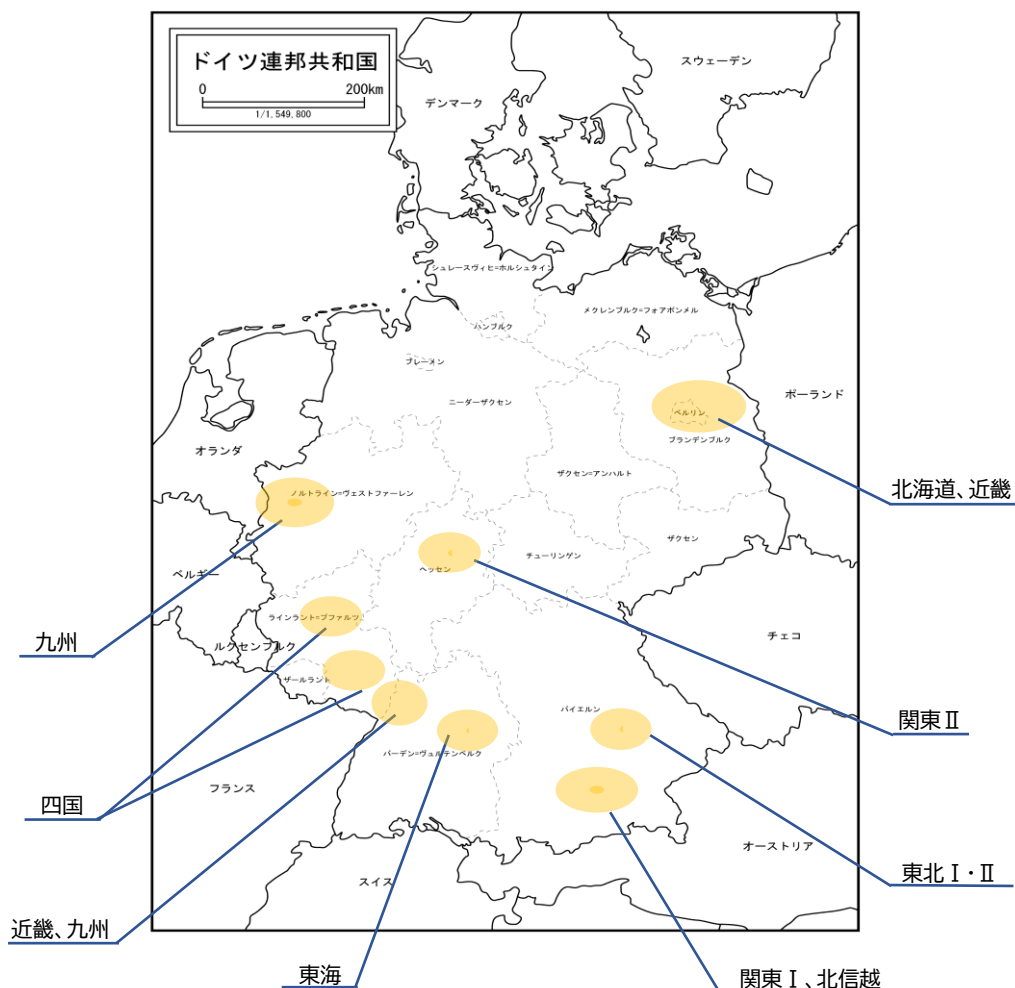 ドイツ連邦共和国
0 200km
1/1,549,800
スウェーデン
デンマーク
シュレースヴィヒ=ホルシュタイン
メクレンブルク=フォアポンメル
ハンブルク
ブレーメン
ポーランド
ニーダーザクセン
ベルリン
ブランデンブルク
オランダ
ザクセン=アンハルト
北海道、近畿
ノルトライン=ヴェストファーレン
ザクセン
チューリンゲン
ヘッセン
ベルギー
ラインラント=プファルツ
チェコ
九州
ルクセンブルク
ザールラント
バイエルン
関東Ⅱ
バーデン=ヴュルテンベルク
フランス
四国
オーストリア
東北Ⅰ・Ⅱ
スイス
近畿、九州
東海
関東Ⅰ、北信越